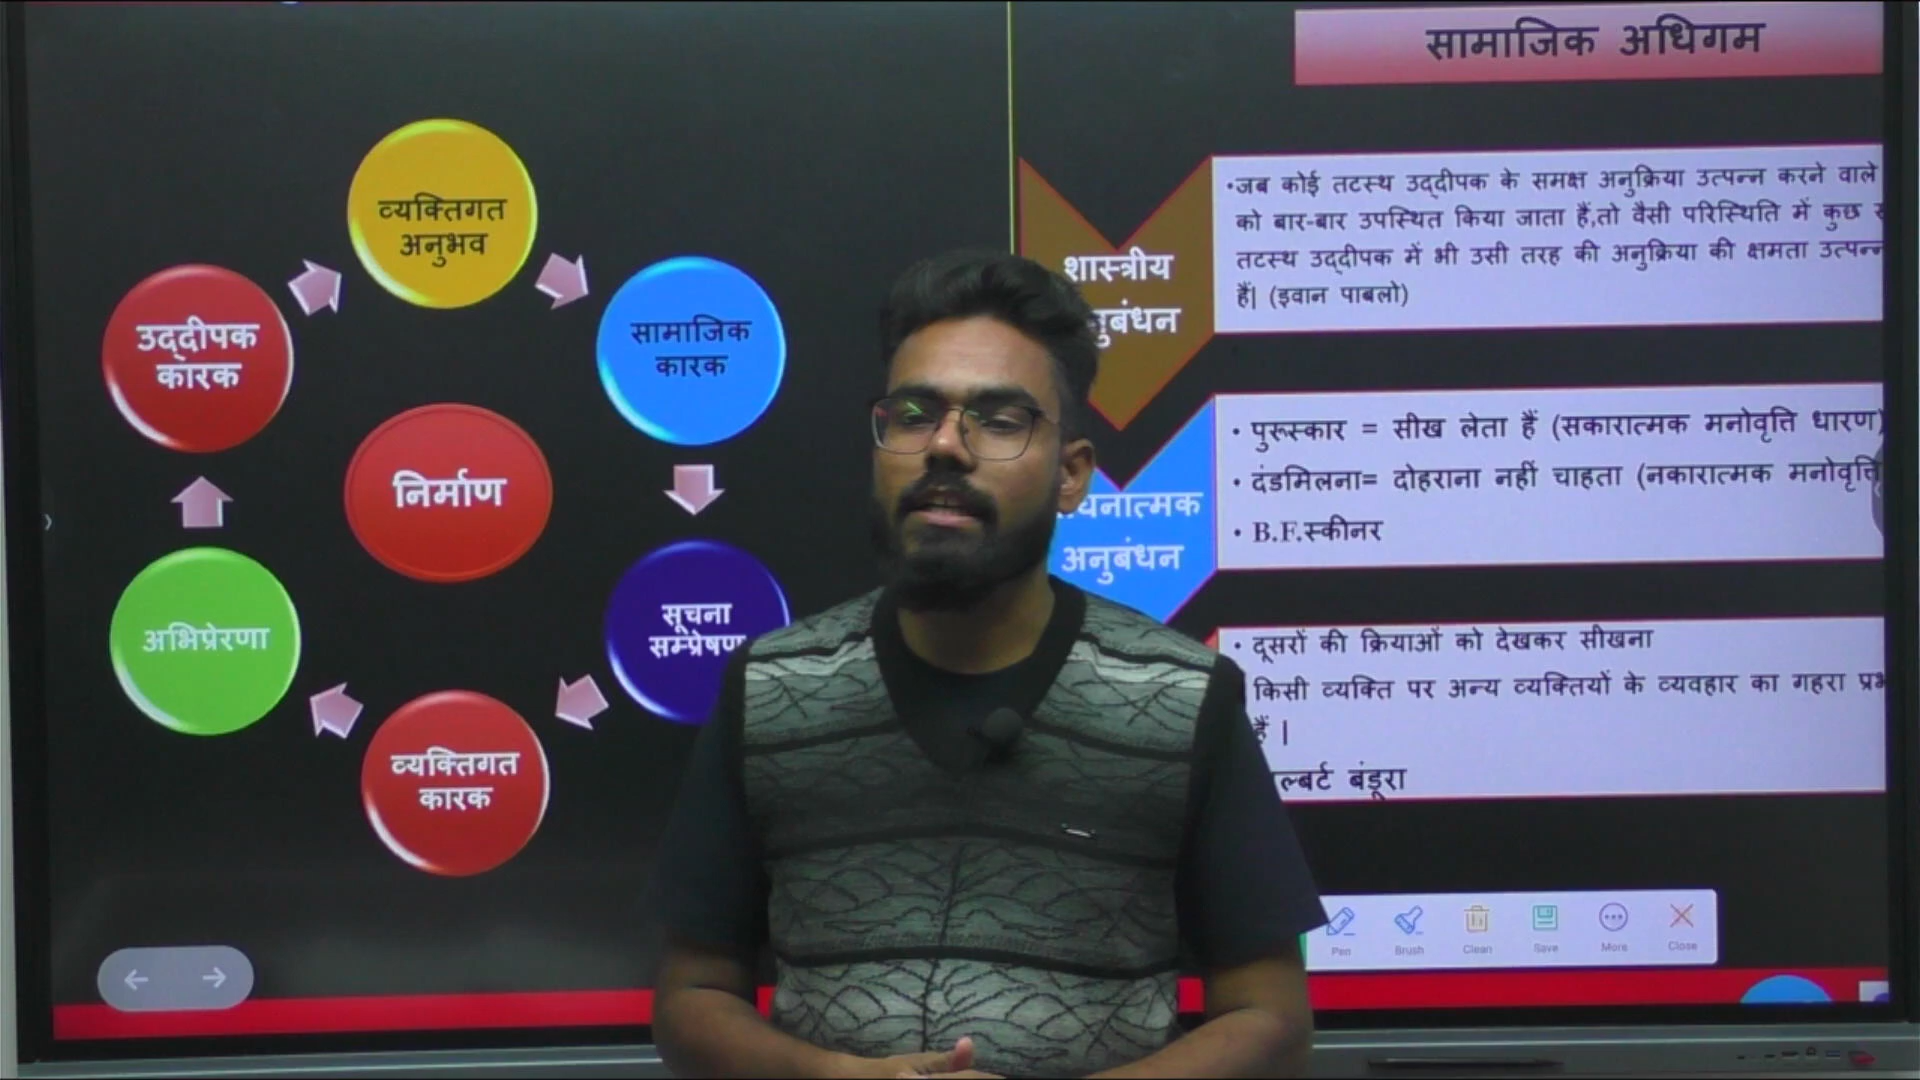 व्यक्तिगत
अनुभव
सामाजिक
कारक
सूचना
सम्प्रेषण
व्यक्तिगत
कारक
अभिप्रेरणा
उद्दीपक
कारक
निर्माण
सामाजिक अधिगम
शास्त्रीय
•जब कोई तटस्थ उद्दीपक के समक्ष अनुक्रिया उत्पन्न करने वाले
को बार-बार उपस्थित किया जाता हैं,तो वैसी परिस्थिति में कुछ
तटस्थ उद्दीपक में भी उसी तरह की अनुक्रिया की क्षमता उत्पन्न
हैं| (इवान पाबलो)
अनुबंधन
• पुरूस्कार = सीख लेता हैं (सकारात्मक मनोवृत्ति धारण)
• दंडमिलना= दोहराना नहीं चाहता (नकारात्मक मनोवृत्ति
• B.F.स्कीनर
• दूसरों की क्रियाओं को देखकर सीखना
किसी व्यक्ति पर अन्य व्यक्तियों के व्यवहार का गहरा
हैं |
बंडूरा
Pen Brush Clean Save More Close